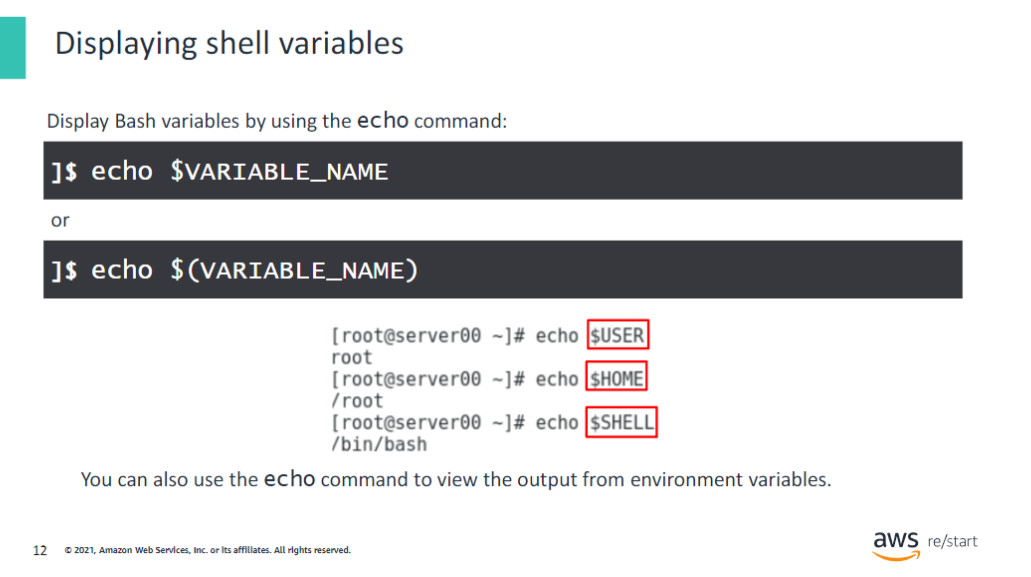 Displaying shell variables
Display Bash variables by using the echo command:
]$ echo $VARIABLE_NAME
or
]$ echo $(VARIABLE_NAME)
[root@server00 ~]# echo $USER
root
[root@server00 ~]# echo $HOME
/root
[root@server00 ~]# echo $SHELL
/bin/bash
You can also use the echo command to view the output from environment variables.
12 © 2021, Amazon Web Services, Inc. or its affiliates. All rights reserved.
aws re/start